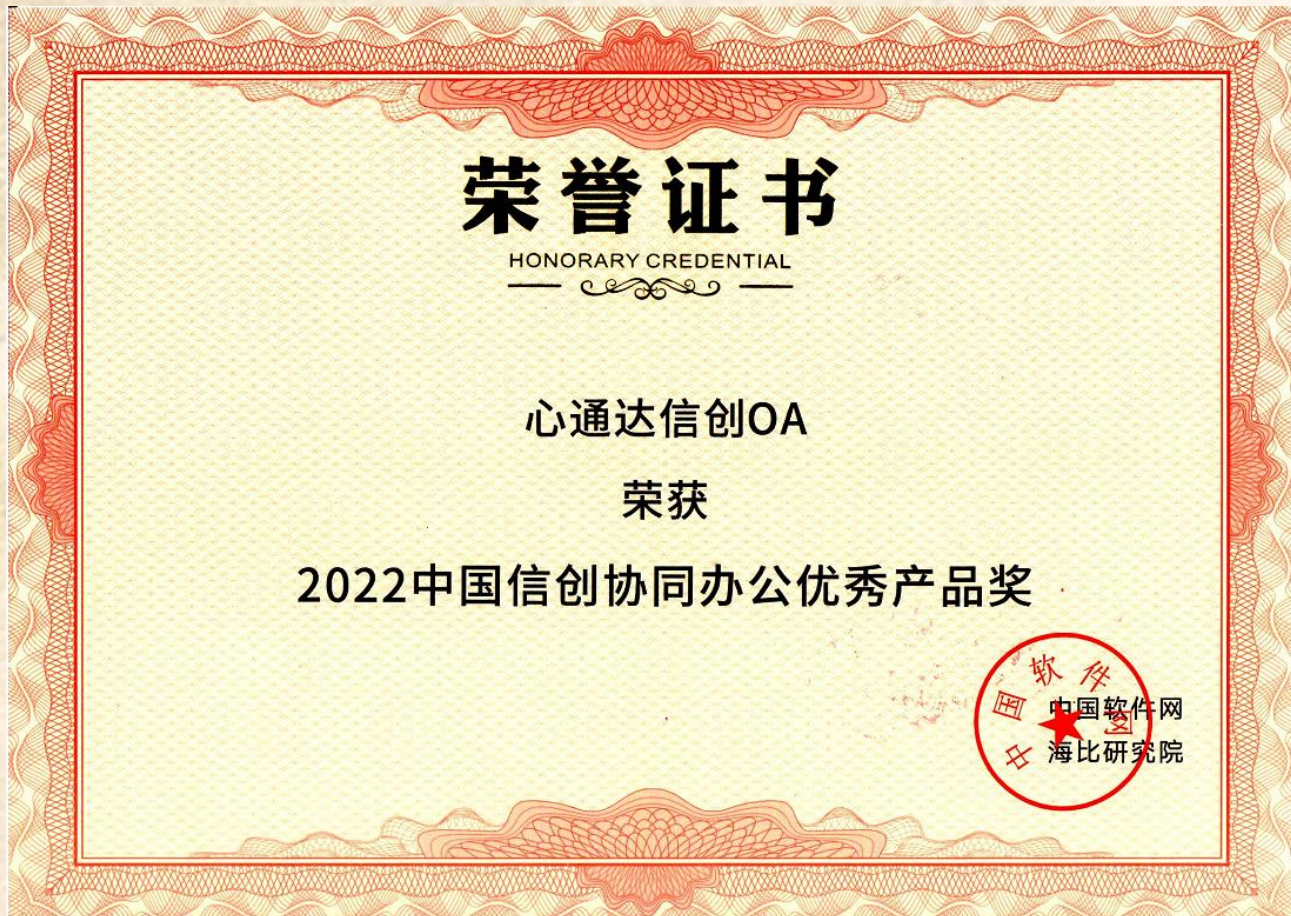 荣誉证书
HONORARY CREDENTIAL
心通达信创OA
荣获
2022中国信创协同办公优秀产品奖
中国软件网
中国软件网
海比研究院